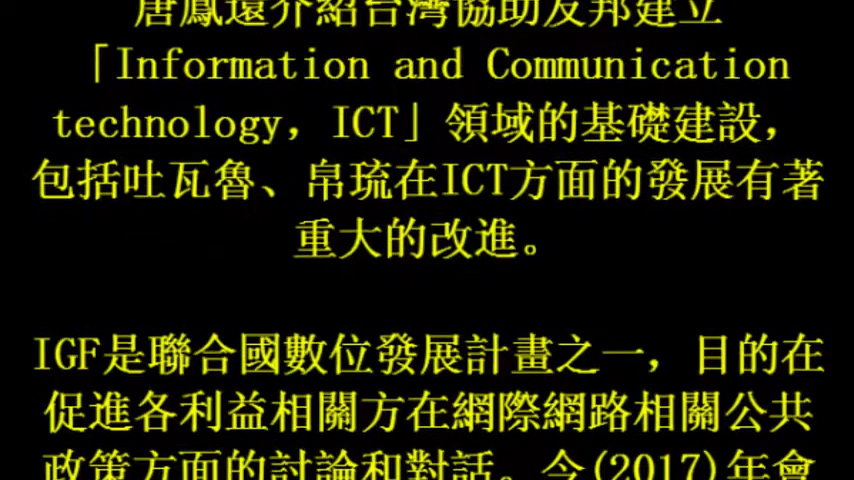 唐鳳還介紹台灣協助友邦建立
「Information and Communication
technology，ICT」領域的基礎建設，
包括吐瓦魯、帛琉在ICT方面的發展有著
重大的改進。
IGF是聯合國數位發展計畫之一，目的在
促進各利益相關方在網際網路相關公共
政策方面的討論和對話。今(2017)年會